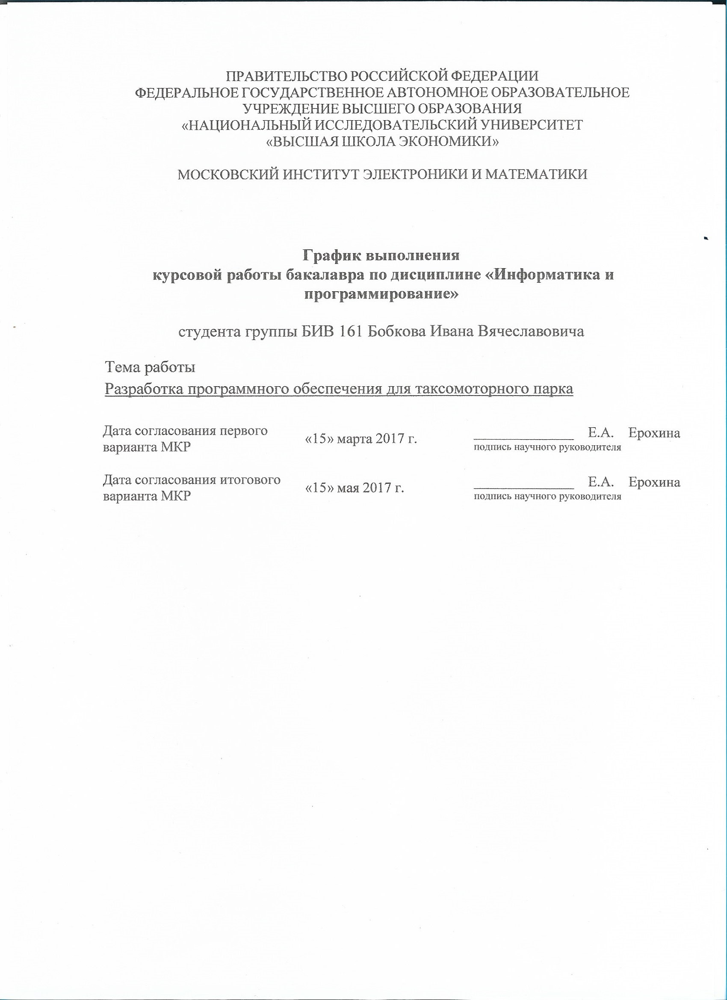 ПРАВИТЕЛЬСТВО РОССИЙСКОЙ ФЕДЕРАЦИИ
ФЕДЕРАЛЬНОЕ ГОСУДАРСТВЕННОЕ АВТОНОМНОЕ ОБРАЗОВАТЕЛЬНОЕ
УЧРЕЖДЕНИЕ ВЫСШЕГО ОБРАЗОВАНИЯ
«НАЦИОНАЛЬНЫЙ ИССЛЕДОВАТЕЛЬСКИЙ УНИВЕРСИТЕТ
«ВЫСШАЯ ШКОЛА ЭКОНОМИКИ»
МОСКОВСКИЙ ИНСТИТУТ ЭЛЕКТРОНИКИ И МАТЕМАТИКИ
График выполнения
курсовой работы бакалавра по дисциплине «Информатика и
программирование»
студента группы БИВ 161 Бобкова Ивана Вячеславовича
Тема работы
Разработка программного обеспечения для таксомоторного парка
Дата согласования первого
варианта МКР
«15» марта 2017 г.
______________ Е.А. Ерохина
подпись научного руководителя
Дата согласования итогового
варианта МКР
«15» мая 2017 г.
______________ Е.А. Ерохина
подпись научного руководителя